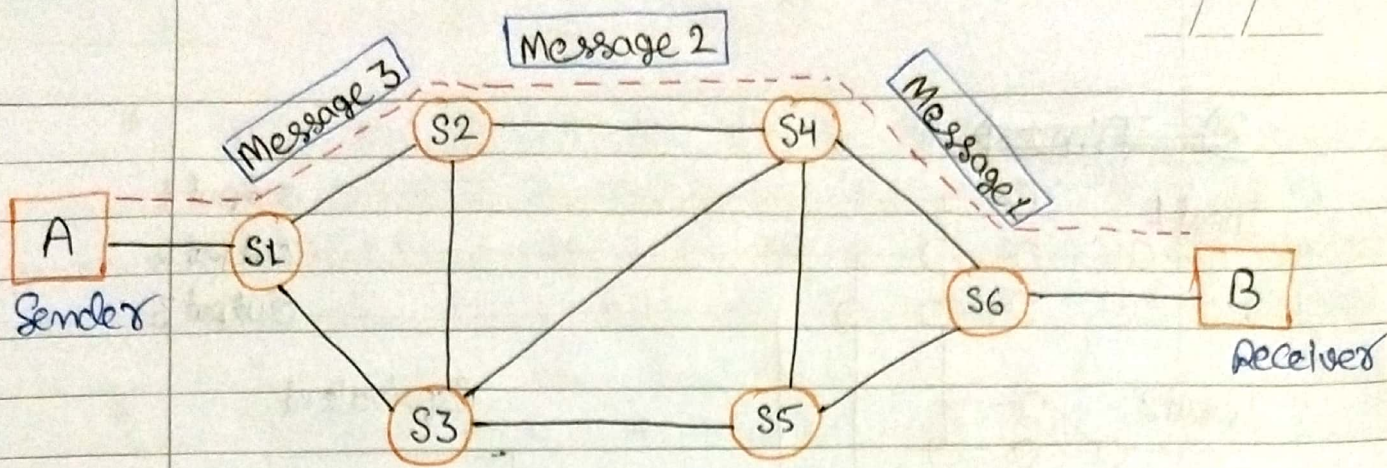 Message 2
Message 3
Message 1
S2
S4
A
S1
Sender
S6
B
Receiver
S3
S5